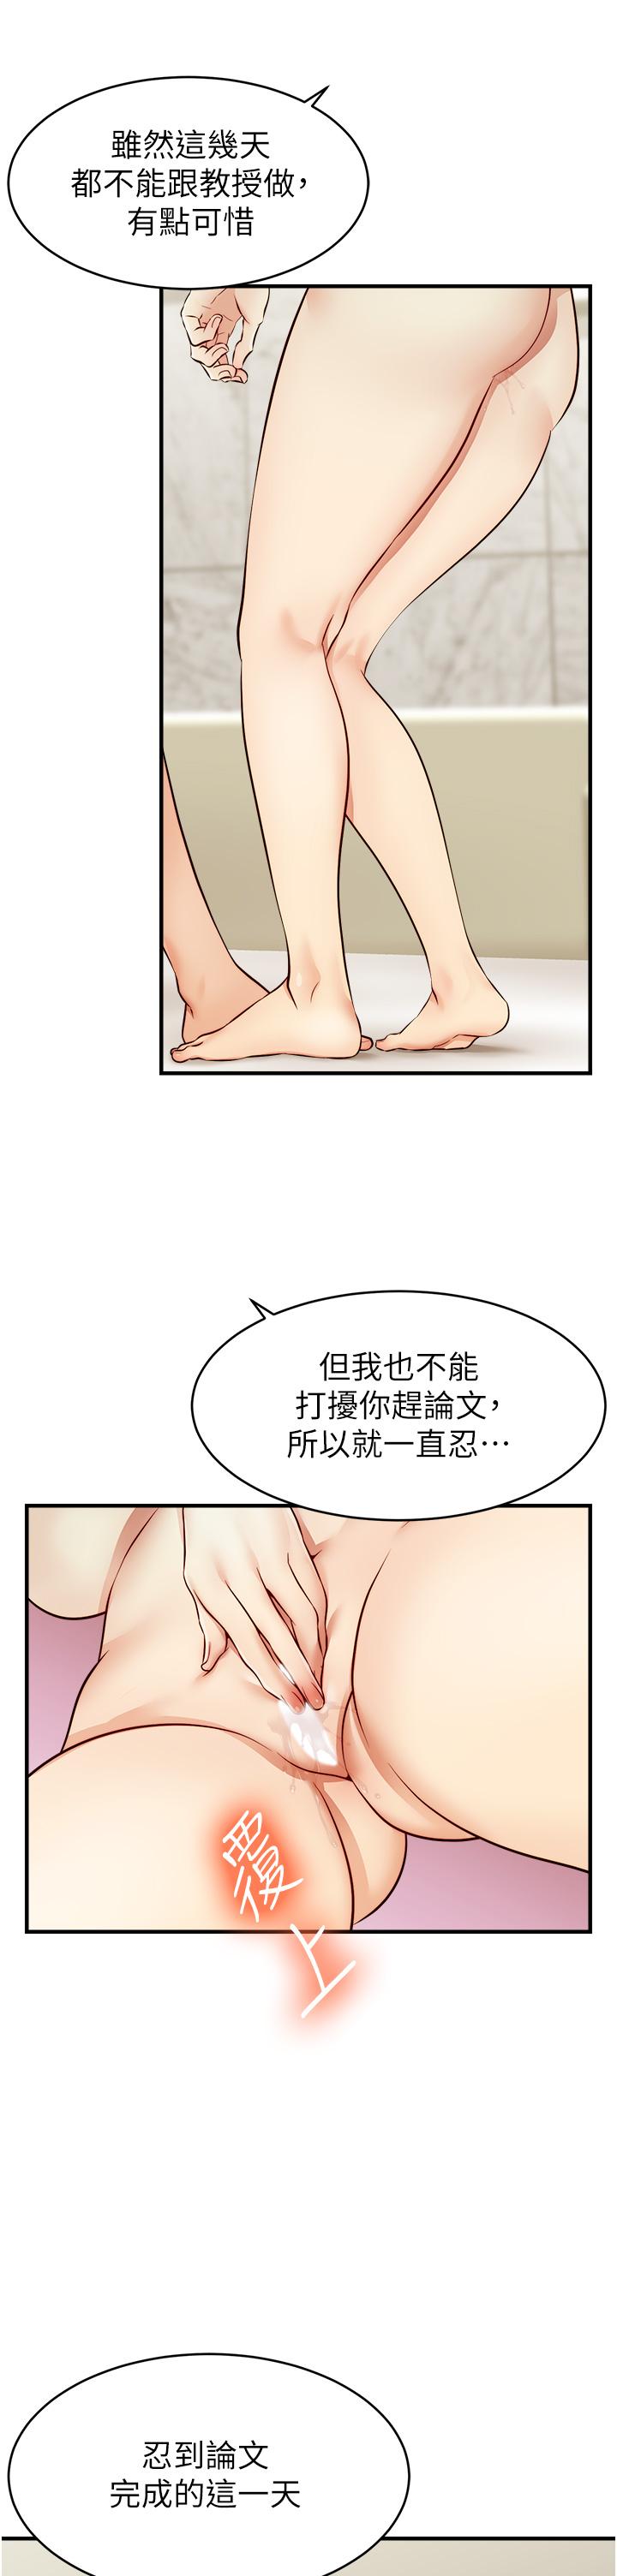 雖然這幾天
都不能跟教授做，
有點可惜
但我也不能
打擾你趕論文，
所以就一直忍…
覆
上
忍到論文
完成的這一天